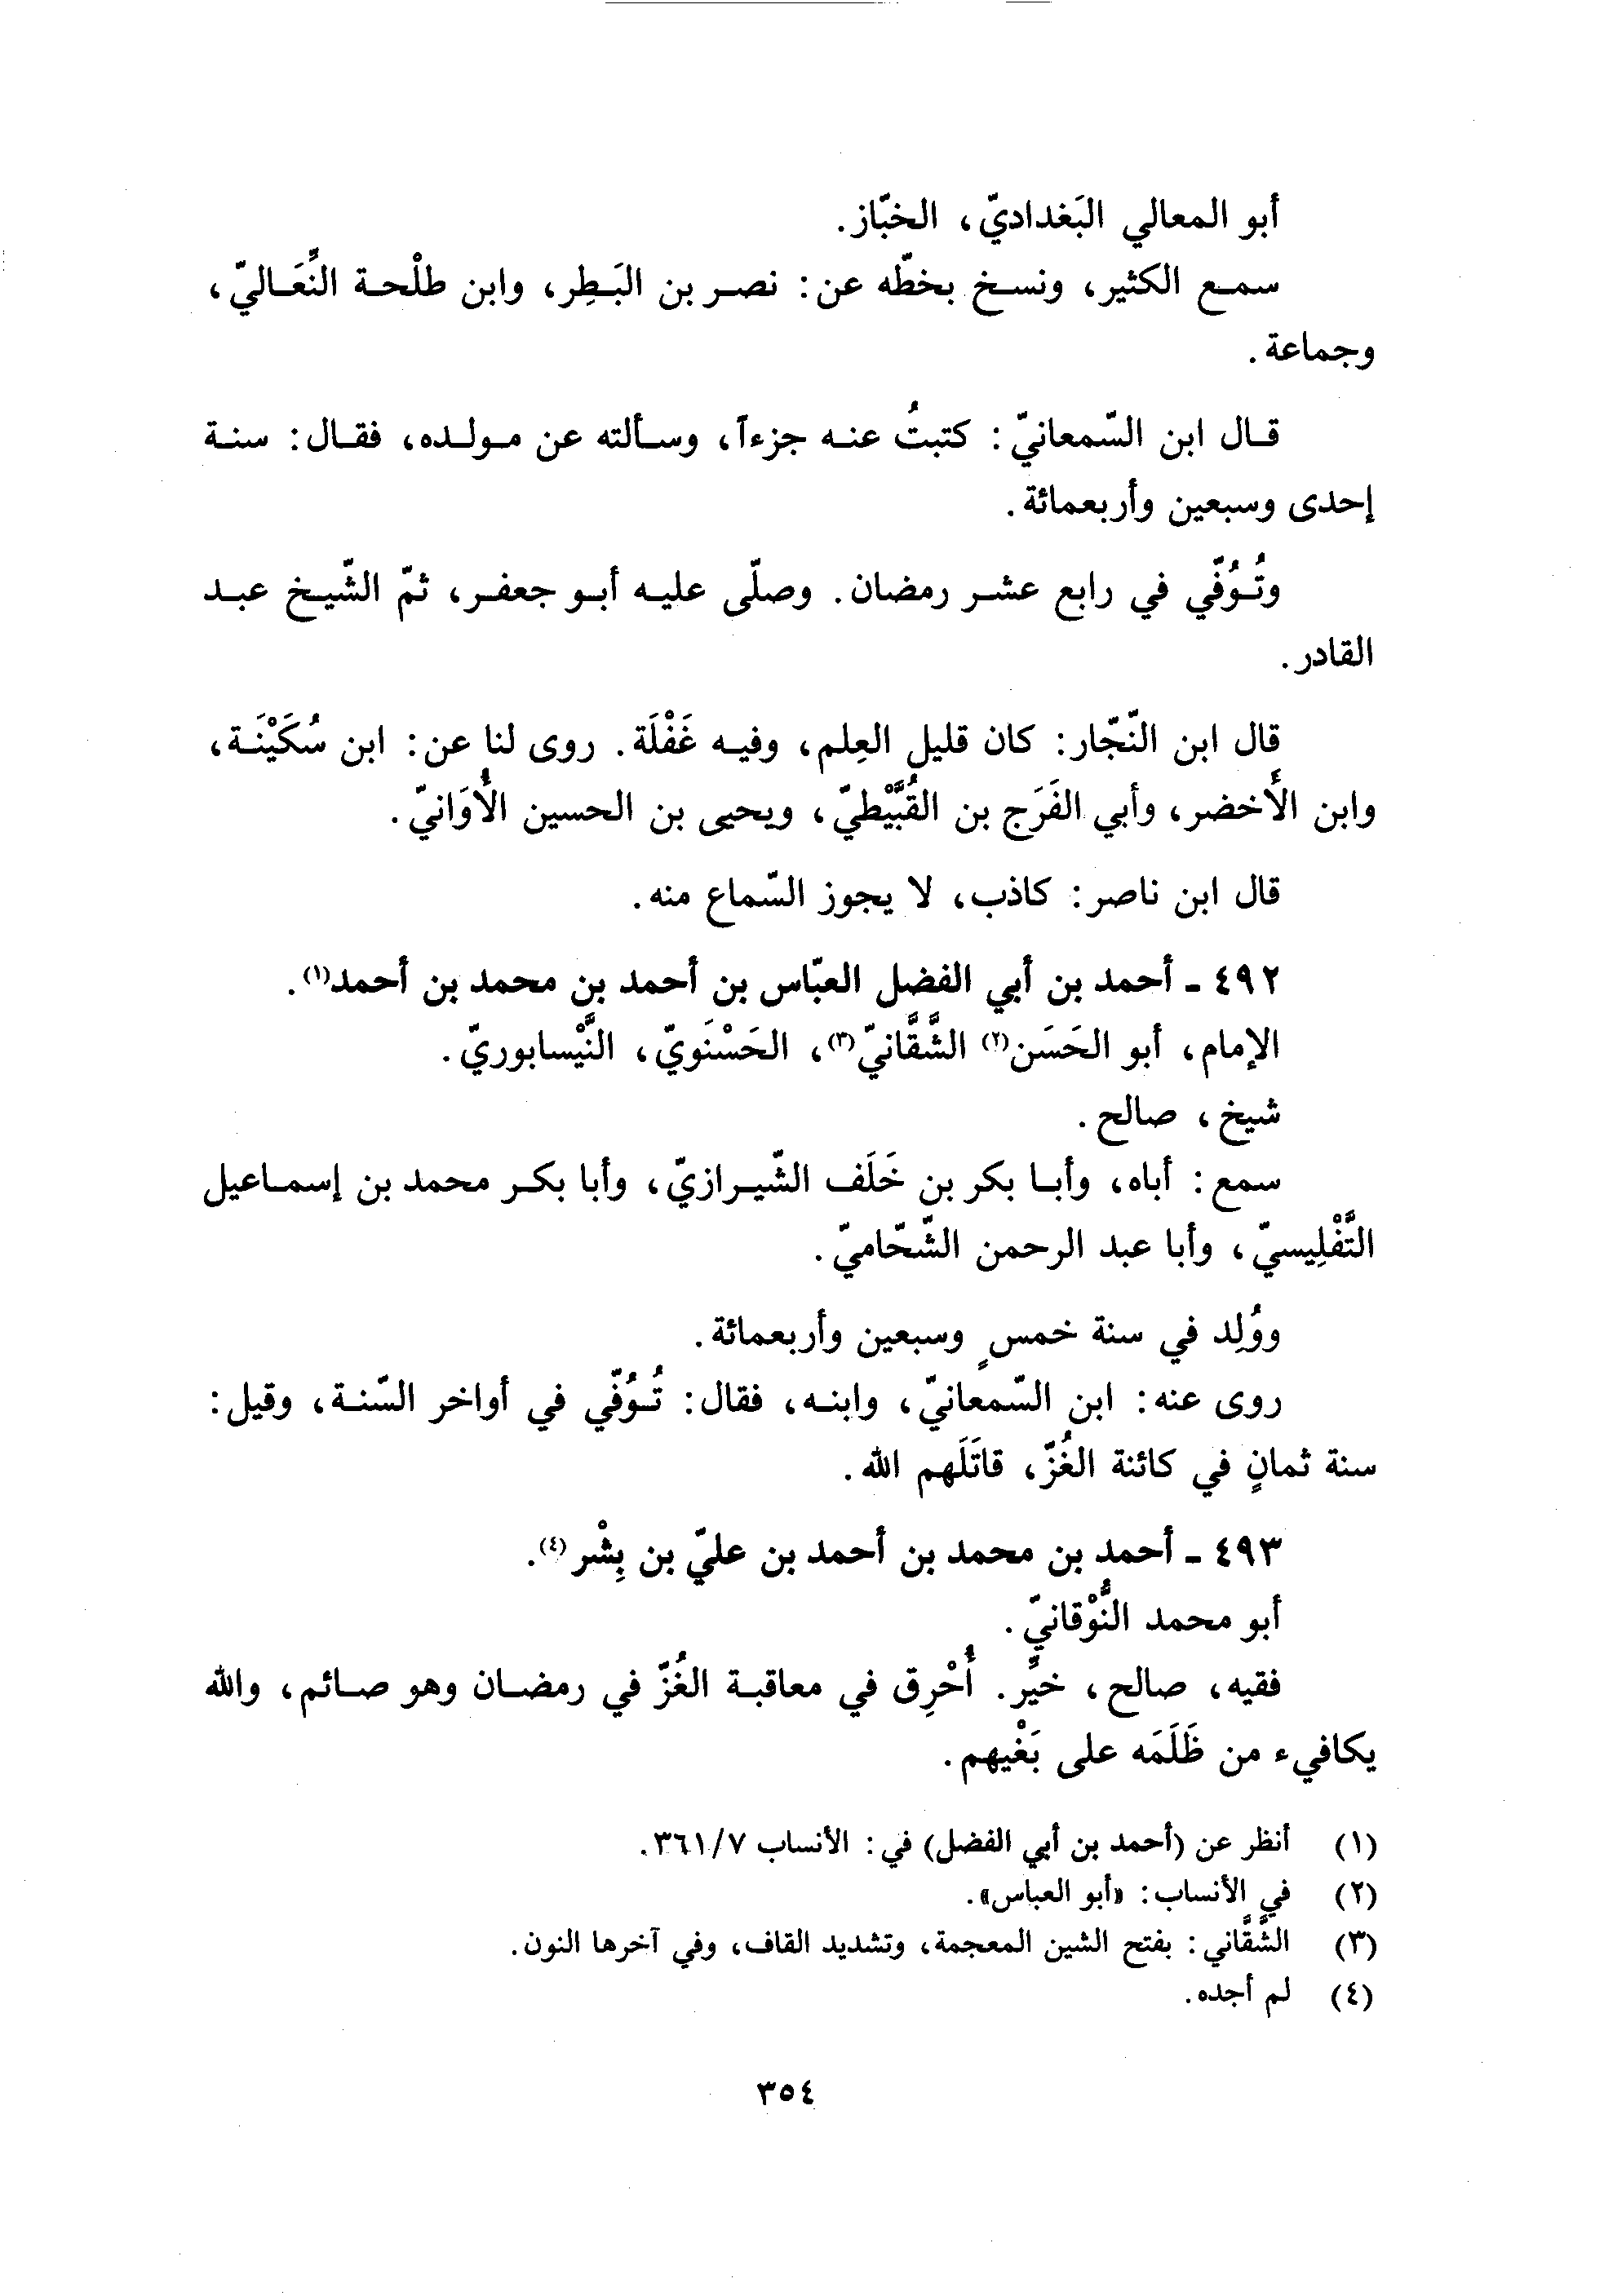 أبو المعالي البَغداديّ، الخبّاز.
سمع الكثير، ونسخ بخطّه عن: نصر بن البَطِر، وابن طلْحة النِّعَاليّ،
وجماعة.
قال ابن السّمعانيّ: كتبتُ عنه جزءاً، وسألته عن مولده، فقال: سنة
إحدى وسبعين وأربعمائة.
وتُوُفّي في رابع عشر رمضان. وصلّى عليه أبو جعفر، ثمّ الشّيخ عبد
القادر.
قال ابن النّجّار: كان قليل العِلم، وفيه غَفْلَة. روى لنا عن: ابن سُكَيْنَة،
وابن الأَخضر، وأبي الفَرَج بن القُبَّيْطيّ، ويحيى بن الحسين الأُوَانيّ.
قال ابن ناصر: كاذب، لا يجوز السّماع منه.
٤٩٢ - أحمد بن أبي الفضل العبّاس بن أحمد بن محمد بن أحمد(١).
الإمام، أبو الحَسَن(٢) الشَّقَّانيّ(٣)، الحَسْنَويّ، النَّيْسابوريّ.
شيخ، صالح.
سمع: أباه، وأبا بكر بن خَلَف الشّيرازيّ، وأبا بكر محمد بن إسماعيل
التَّفْلِيسيّ، وأبا عبد الرحمن الشّحّاميّ.
ووُلِد في سنة خمسٍ وسبعين وأربعمائة.
روى عنه: ابن السّمعانيّ، وابنه، فقال: تُوُفّي في أواخر السّنة، وقيل:
سنة ثمانٍ في كائنة الغُزّ، قاتَلَهم الله.
٤٩٣ - أحمد بن محمد بن أحمد بن عليّ بن بِشْر(٤).
أبو محمد النُّوْقانيّ.
فقيه، صالح، خيِّر. أُحْرِق في معاقبة الغُزّ في رمضان وهو صائم، والله
يكافيء من ظَلَمَه على بَغْيهم.
(١) أنظر عن (أحمد بن أبي الفضل) في: الأنساب ٣٦١/٧.
(٢) في الأنساب: «أبو العباس».
(٣) الشَّقَّاني: بفتح الشين المعجمة، وتشديد القاف، وفي آخرها النون.
(٤) لم أجده.
٣٥٤